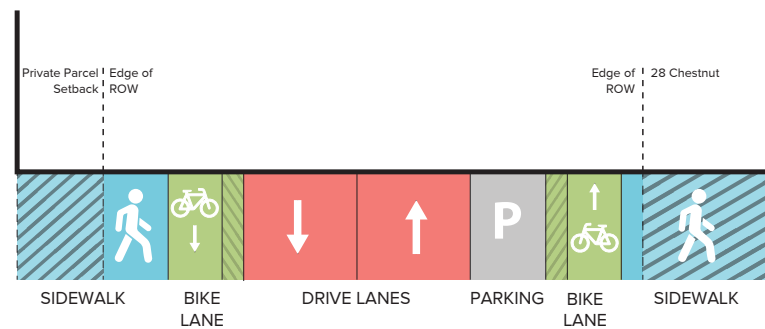 Private Parcel
Setback
Edge of
ROW
Edge of
ROW
28 Chestnut
P
SIDEWALK
BIKE
LANE
DRIVE LANES
PARKING
BIKE
LANE
SIDEWALK